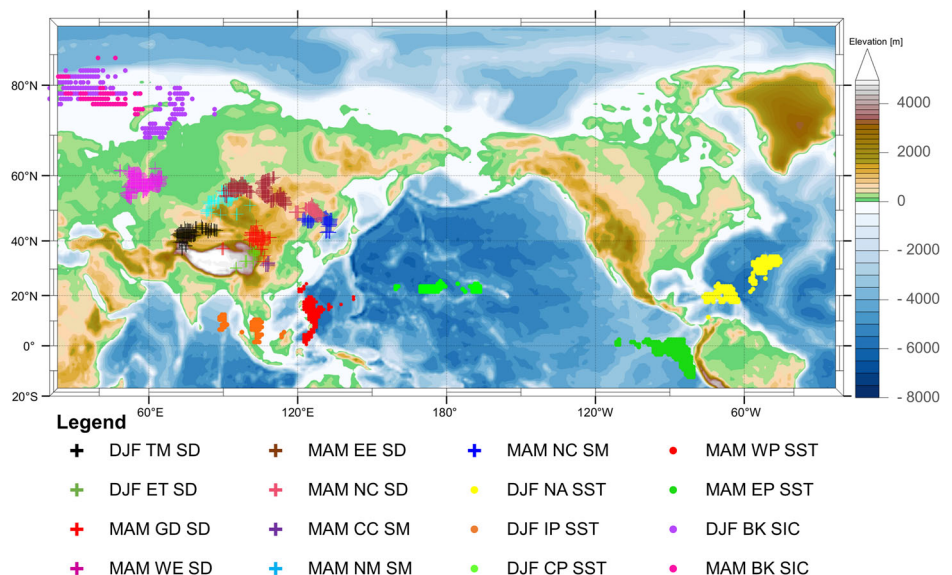 Elevation [m]
80°N
60°N
40°N
20°N
0°
20°S
60°E
120°E
180°
120°W
60°W
4000
2000
0
- 2000
- 4000
- 6000
- 8000
Legend
DJF TM SD
MAM EE SD
MAM NC SM
MAM WP SST
DJF ET SD
MAM NC SD
DJF NA SST
MAM EP SST
MAM GD SD
MAM CC SM
DJF IP SST
DJF BK SIC
MAM WE SD
MAM NM SM
DJF CP SST
MAM BK SIC